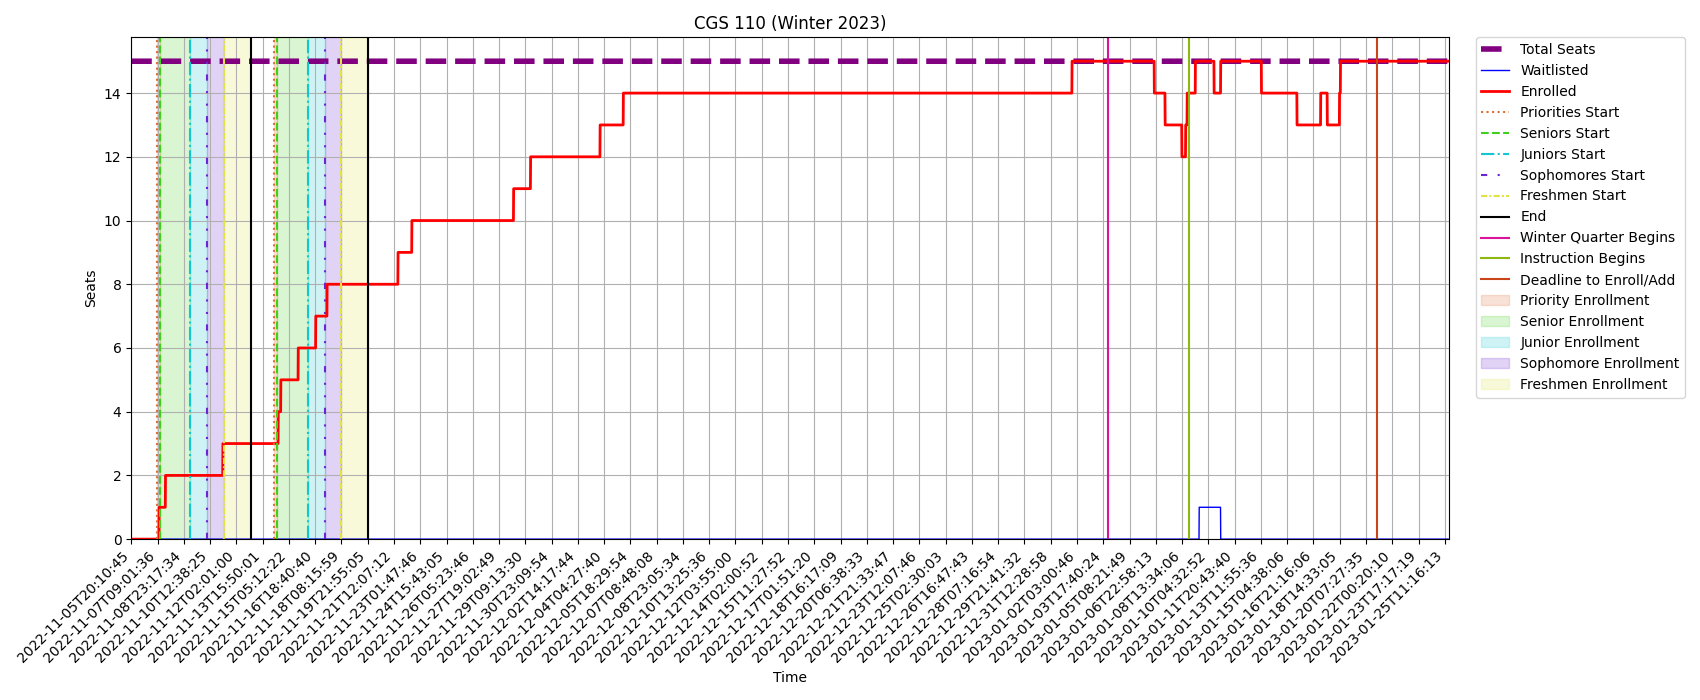 CGS 110 (Winter 2023)
Seats
0
2
4
6
8
10
12
14
2022-11-05T20:10:45
2022-11-07T09:01:36
2022-11-08T23:17:34
2022-11-10T12:38:25
2022-11-12T02:01:00
2022-11-13T15:50:01
2022-11-15T05:12:22
2022-11-16T18:40:40
2022-11-18T08:15:59
2022-11-19T21:55:05
2022-11-21T12:07:12
2022-11-23T01:47:46
2022-11-24T15:43:05
2022-11-26T05:23:46
2022-11-27T19:02:49
2022-11-29T09:13:30
2022-11-30T23:09:54
2022-12-02T14:17:44
2022-12-04T04:27:40
2022-12-05T18:29:54
2022-12-07T08:48:08
2022-12-08T23:05:34
2022-12-10T13:25:36
2022-12-12T03:55:00
2022-12-14T02:00:52
2022-12-15T11:27:52
2022-12-17T01:51:20
2022-12-18T16:17:09
2022-12-20T06:38:33
2022-12-21T21:33:47
2022-12-23T12:07:46
2022-12-25T02:30:03
2022-12-26T16:47:43
2022-12-28T07:16:54
2022-12-29T21:41:32
2022-12-31T12:28:58
2023-01-02T03:00:46
2023-01-03T17:40:24
2023-01-05T08:21:49
2023-01-06T22:58:13
2023-01-08T13:34:06
2023-01-10T04:32:52
2023-01-11T20:43:40
2023-01-13T11:55:36
2023-01-15T04:38:06
2023-01-16T21:16:06
2023-01-18T14:33:05
2023-01-20T07:27:35
2023-01-22T00:20:10
2023-01-23T17:17:19
2023-01-25T11:16:13
Time
Total Seats
Waitlisted
Enrolled
Priorities Start
Seniors Start
Juniors Start
Sophomores Start
Freshmen Start
End
Winter Quarter Begins
Instruction Begins
Deadline to Enroll/Add
Priority Enrollment
Senior Enrollment
Junior Enrollment
Sophomore Enrollment
Freshmen Enrollment